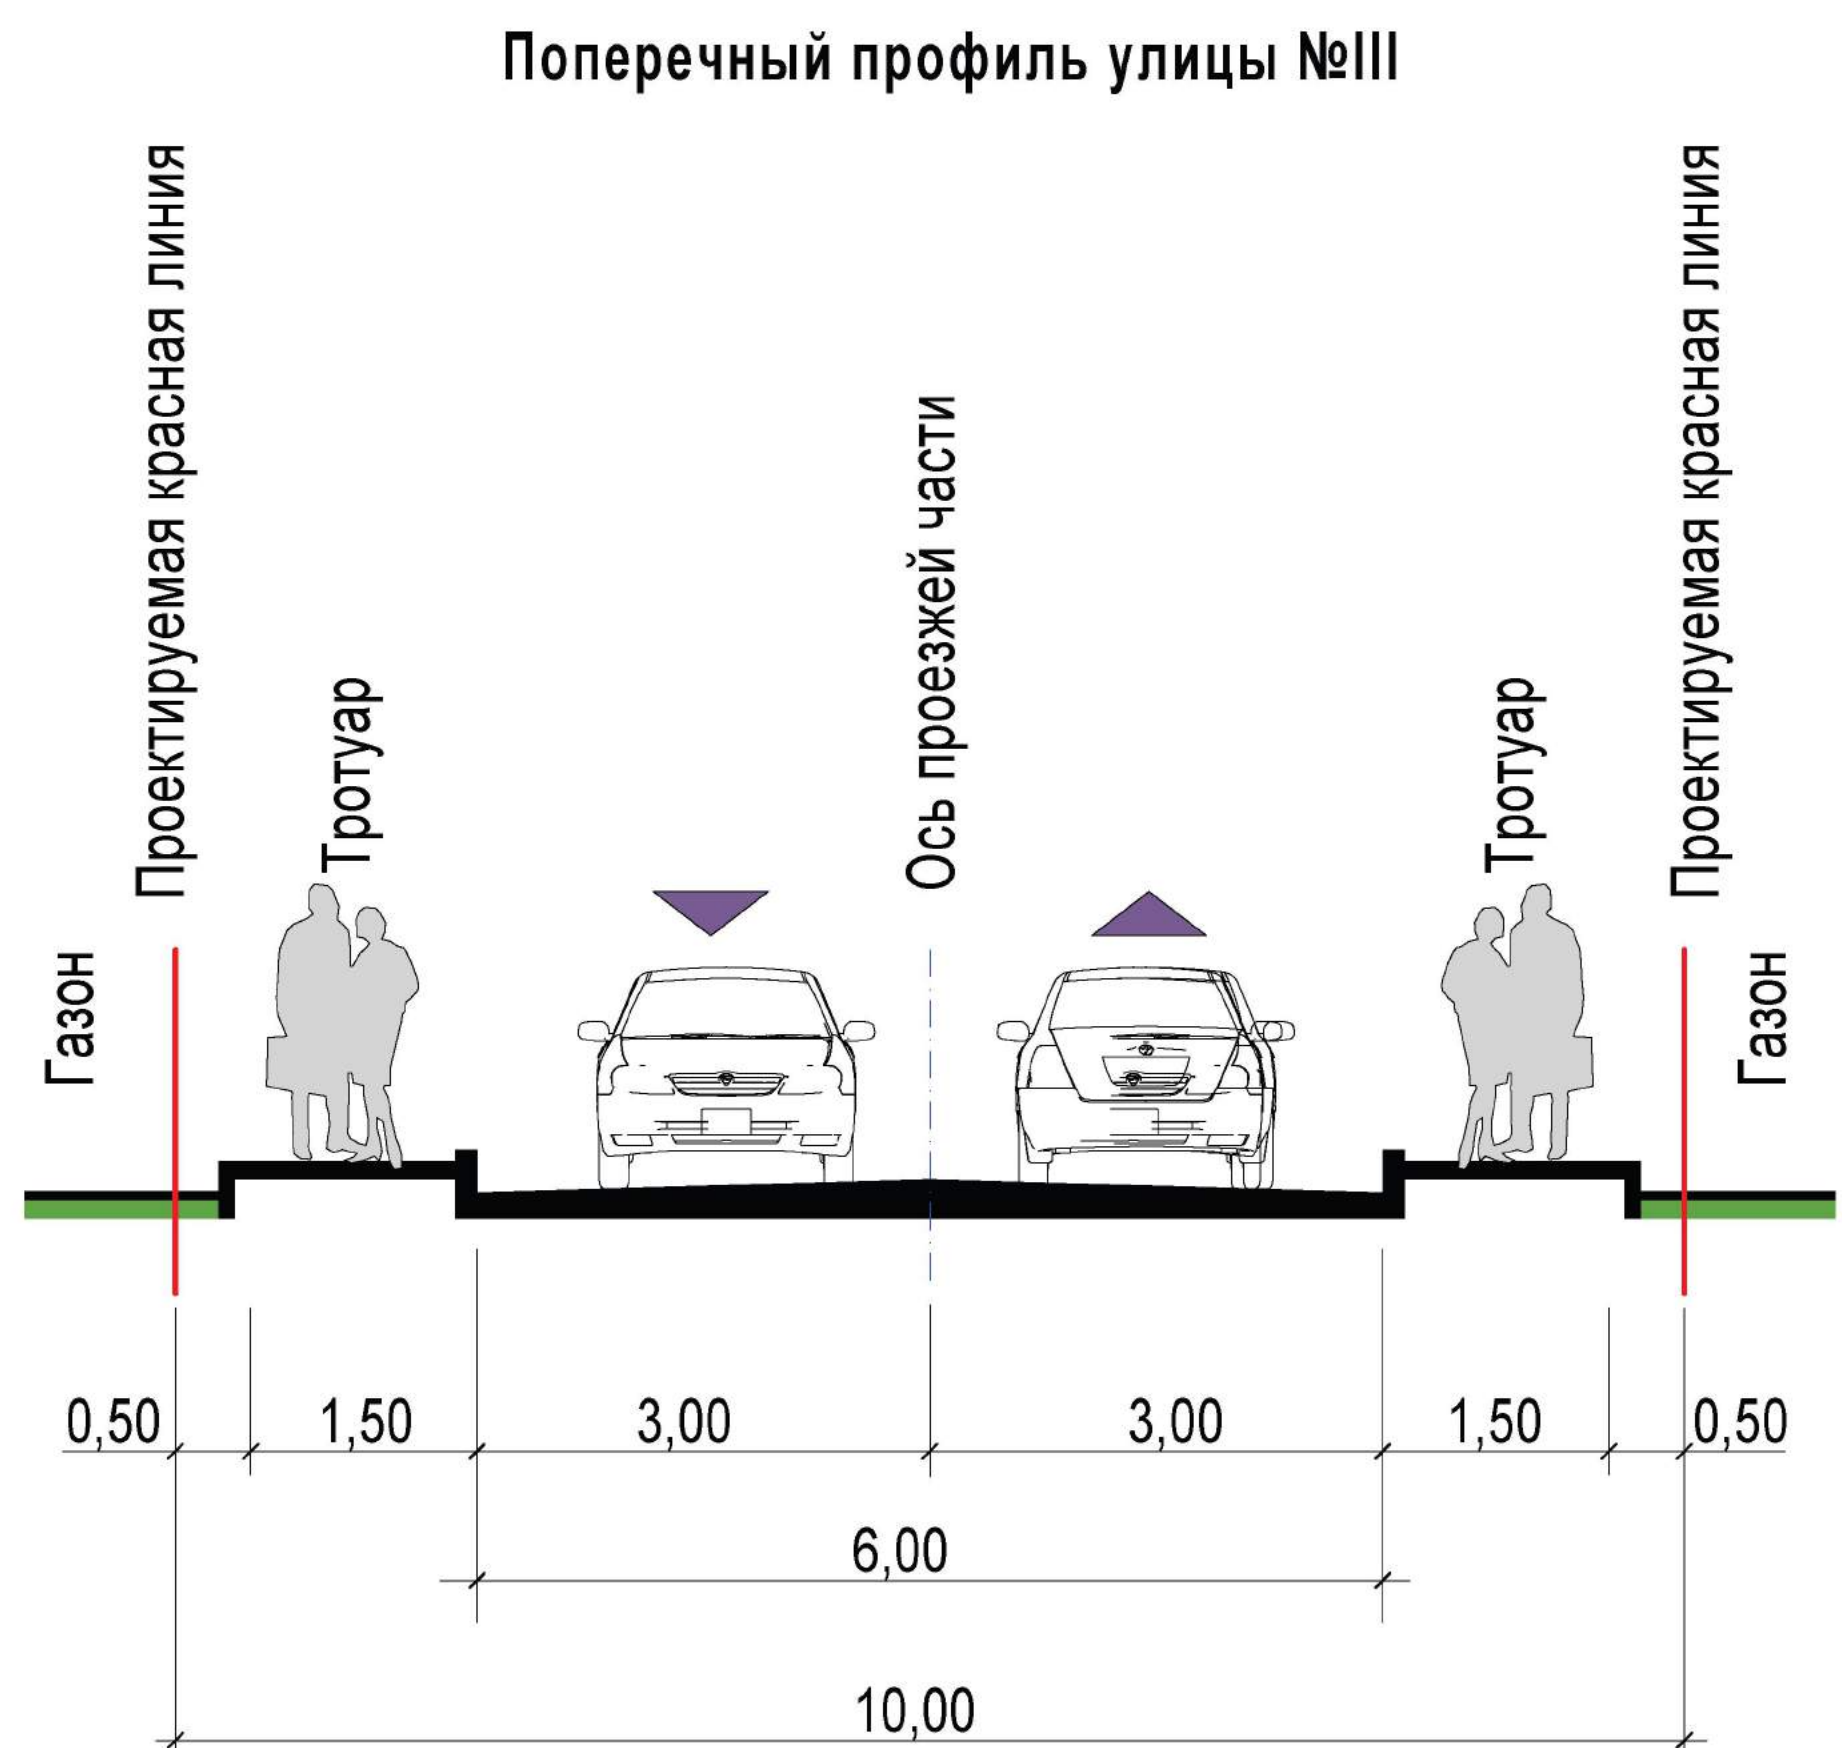 Поперечный профиль улицы №III
Проектируемая красная линия
Проектируемая красная линия
Ось проезжей части
Тротуар
Тротуар
Газон
Газон
0,50
1,50
3,00
3,00
1,50
0,50
6,00
10,00